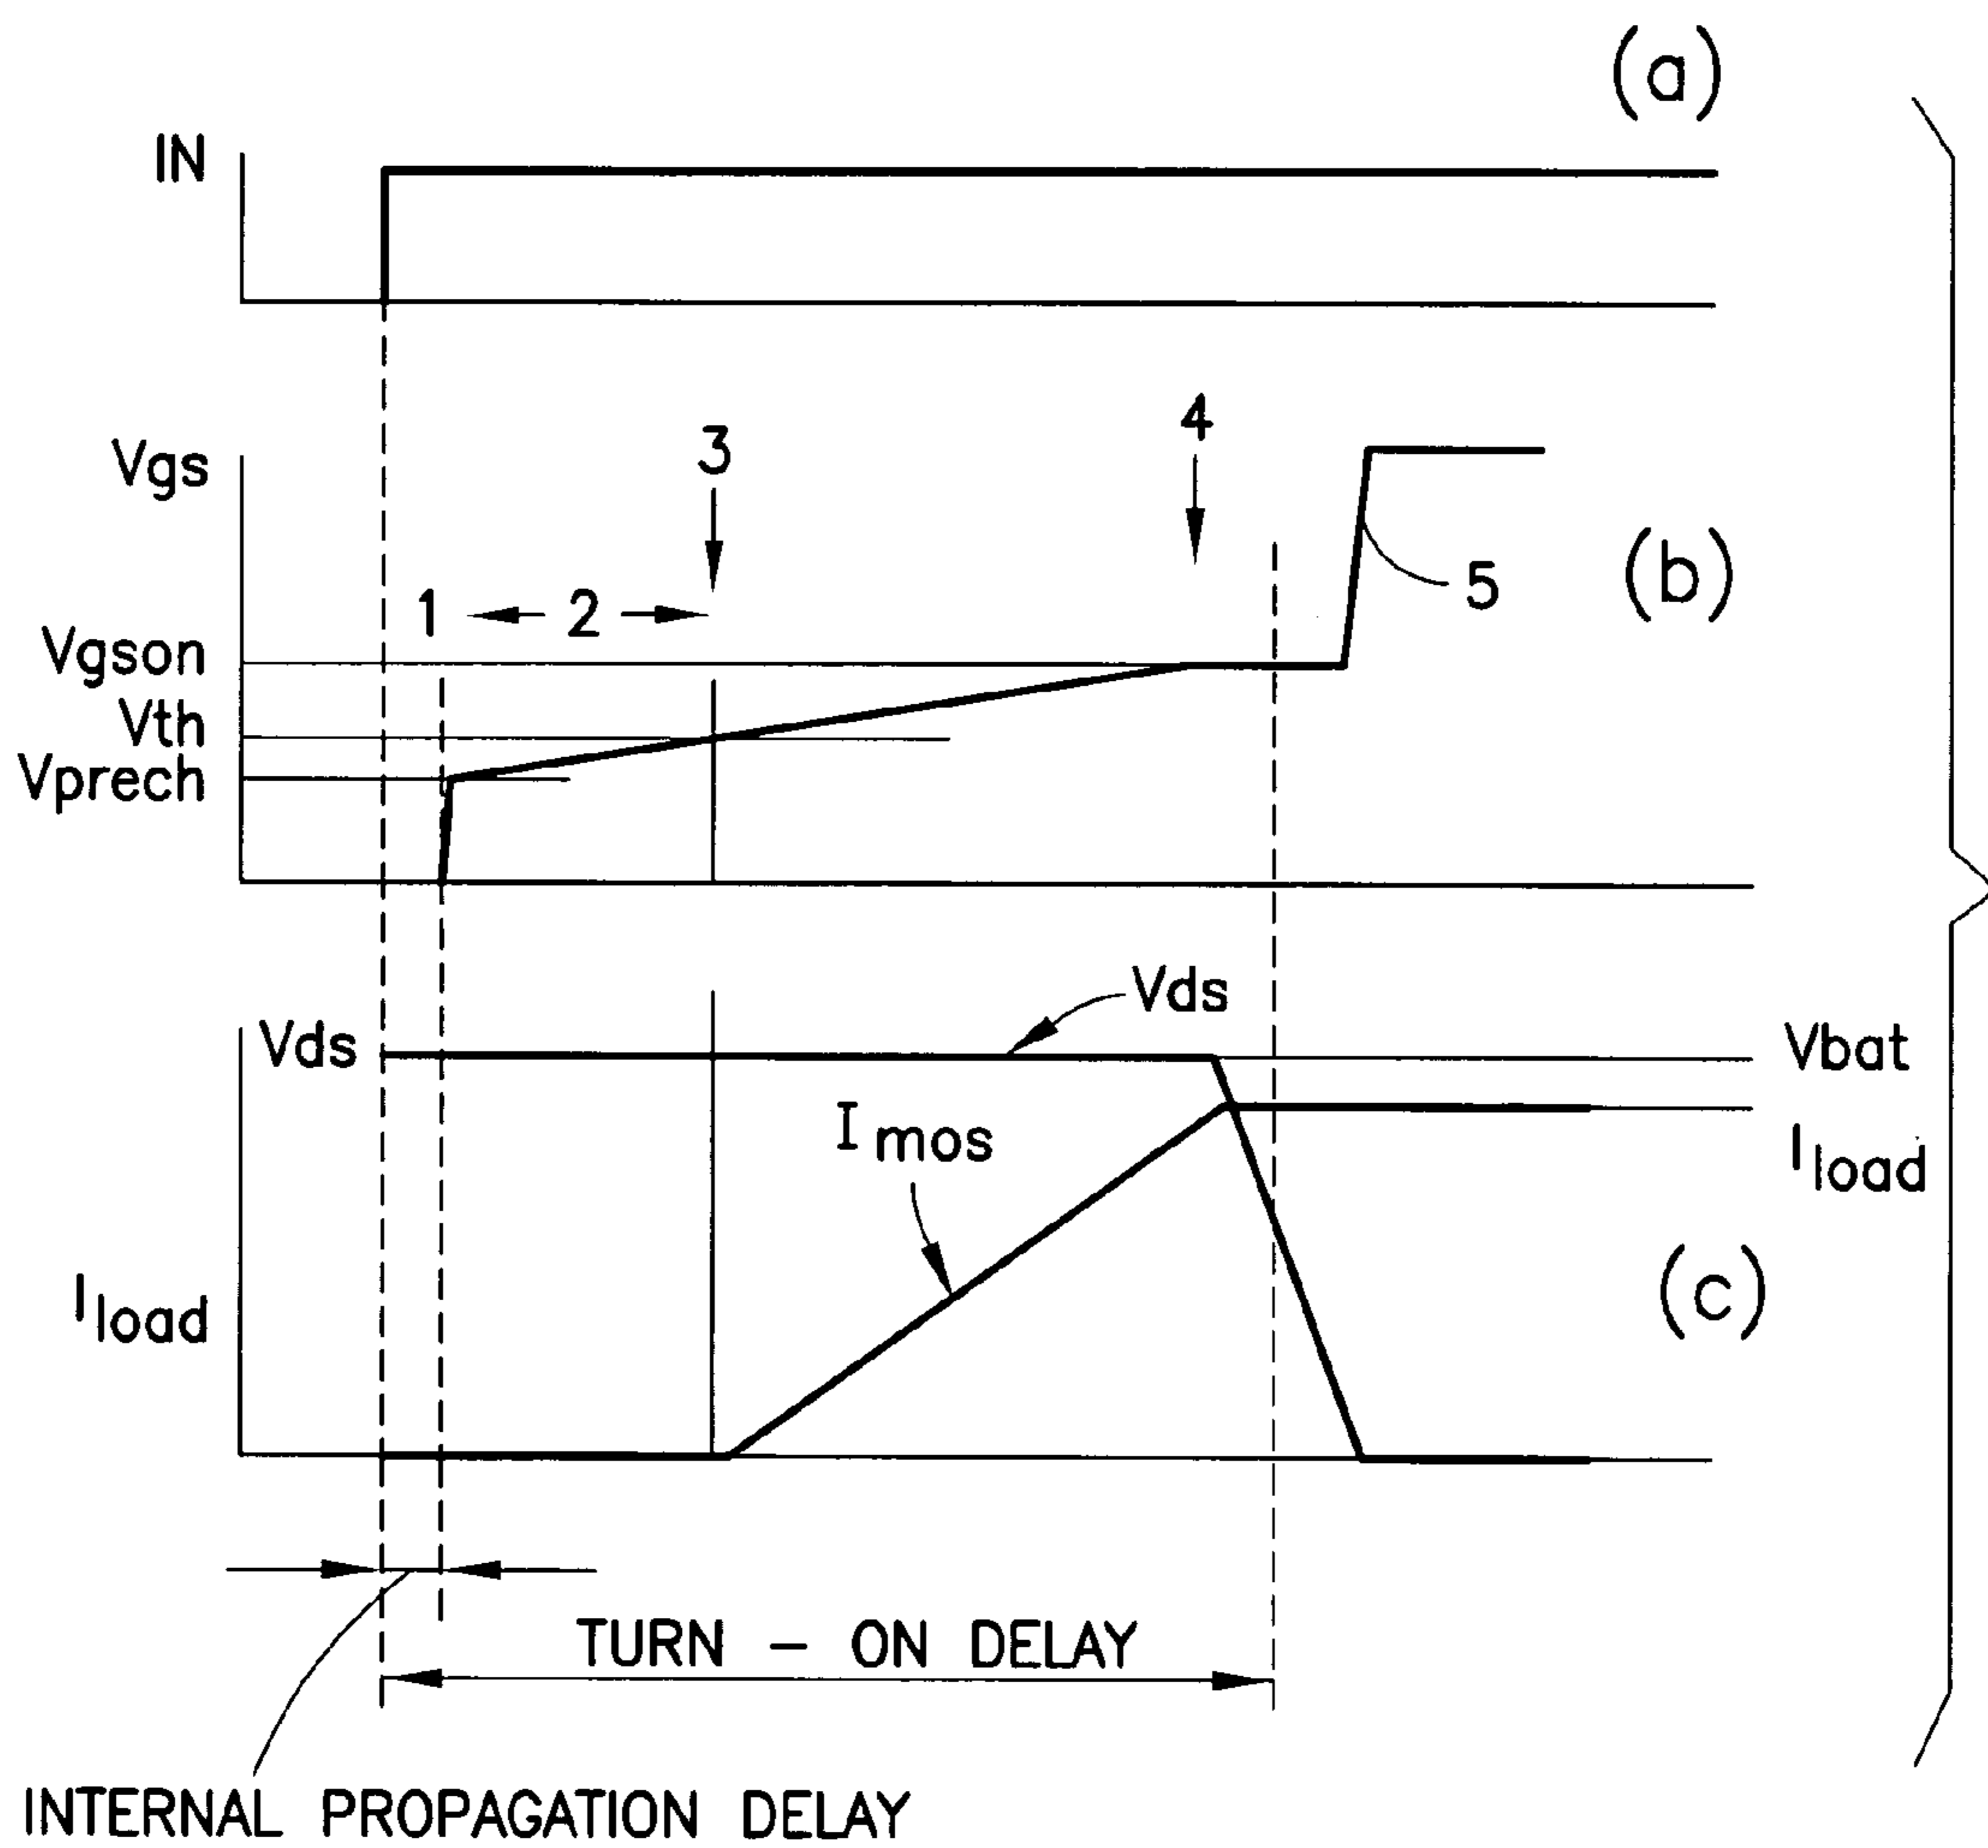 (a)
IN
Vgs
3
4
1
2
5
(b)
Vgson
Vth
Vprech
Vds
Vds
Vbat
Imos
Iload
Iload
(c)
TURN - ON DELAY
INTERNAL PROPAGATION DELAY